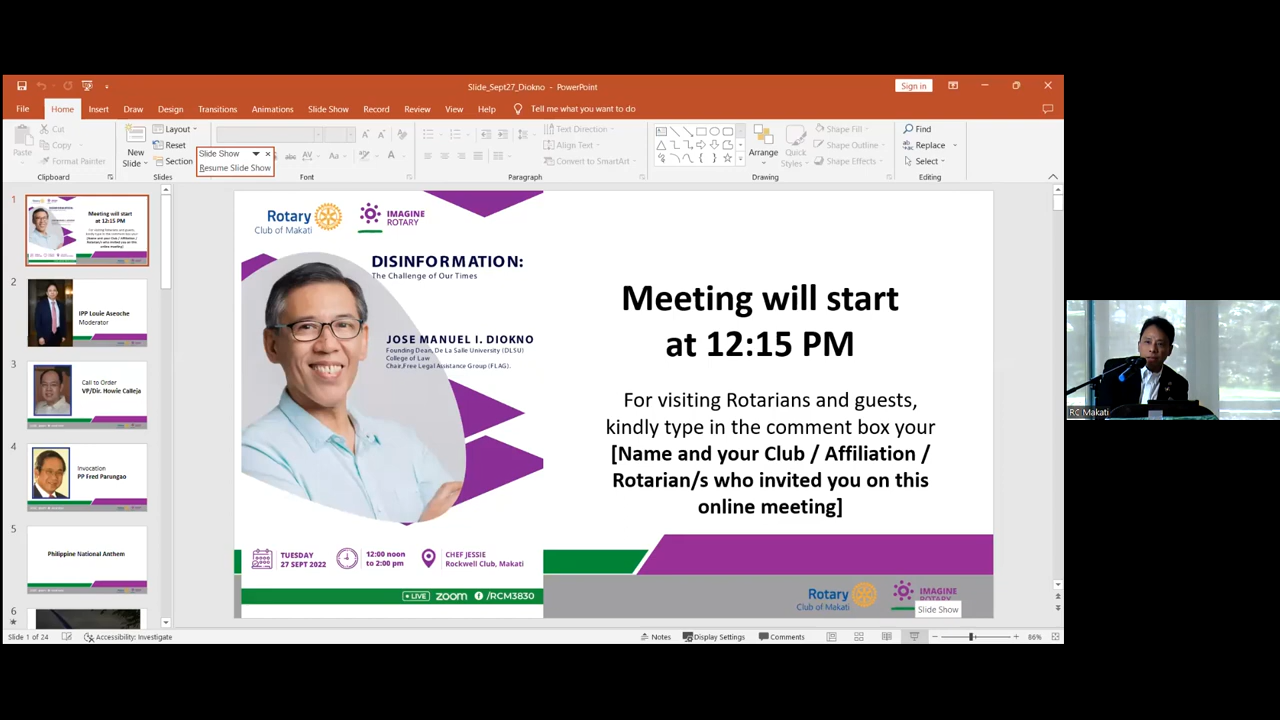 Slide_Sept27_Diokno - PowerPoint
Sign in
File Home Insert Draw Design Transitions Animations Slide Show Record Review View Help Tell me what you want to do
Paste
Cut
Copy
Format Painter
Clipboard
New
Slide
Layout
Reset
Section
Slides
Slide Show
Resume Slide Show
Font
Text Direction
Align Text
Convert to SmartArt
Paragraph
Arrange
Quick
Styles
Shape Fill
Shape Outline
Shape Effects
Drawing
Find
Replace
Select
Editing
1
Meeting will start
at 12:15 PM
2
IPP Louie Aseoche
Moderator
3
Call to Order
VP/Dir. Howie Calleja
4
Invocation
PP Fred Parungao
5
Philippine National Anthem
6
Rotary
Club of Makati
IMAGINE
ROTARY
DISINFORMATION:
The Challenge of Our Times
JOSE MANUEL I. DIOKNO
Founding Dean, De La Salle University (DLSU)
College of Law
Chair,Free Legal Assistance Group (FLAG).
TUESDAY
27 SEPT 2022
12:00 noon
to 2:00 pm
CHEF JESSIE
Rockwell Club, Makati
LIVE zoom /RCM3830
Meeting will start
at 12:15 PM
For visiting Rotarians and guests,
kindly type in the comment box your
[Name and your Club / Affiliation /
Rotarian/s who invited you on this
online meeting]
Rotary
Club of Makati
IMAGINE
ROTARY
Slide Show
RC Makati
Slide 1 of 24 Accessibility: Investigate Notes Display Settings Comments 86%